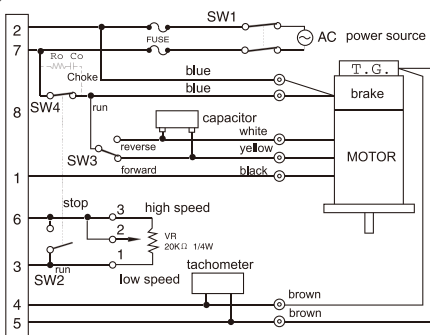 SW1
2
FUSE
AC power source
7
Ro Co
Choke
blue
T.G.
blue
brake
SW4
run
8
capacitor
white
reverse
yellow
SW3
MOTOR
forward
black
1
stop
3
high speed
6
2
VR
20KΩ 1/4W
1
3
SW2
run
low speed
tachometer
4
brown
5
brown